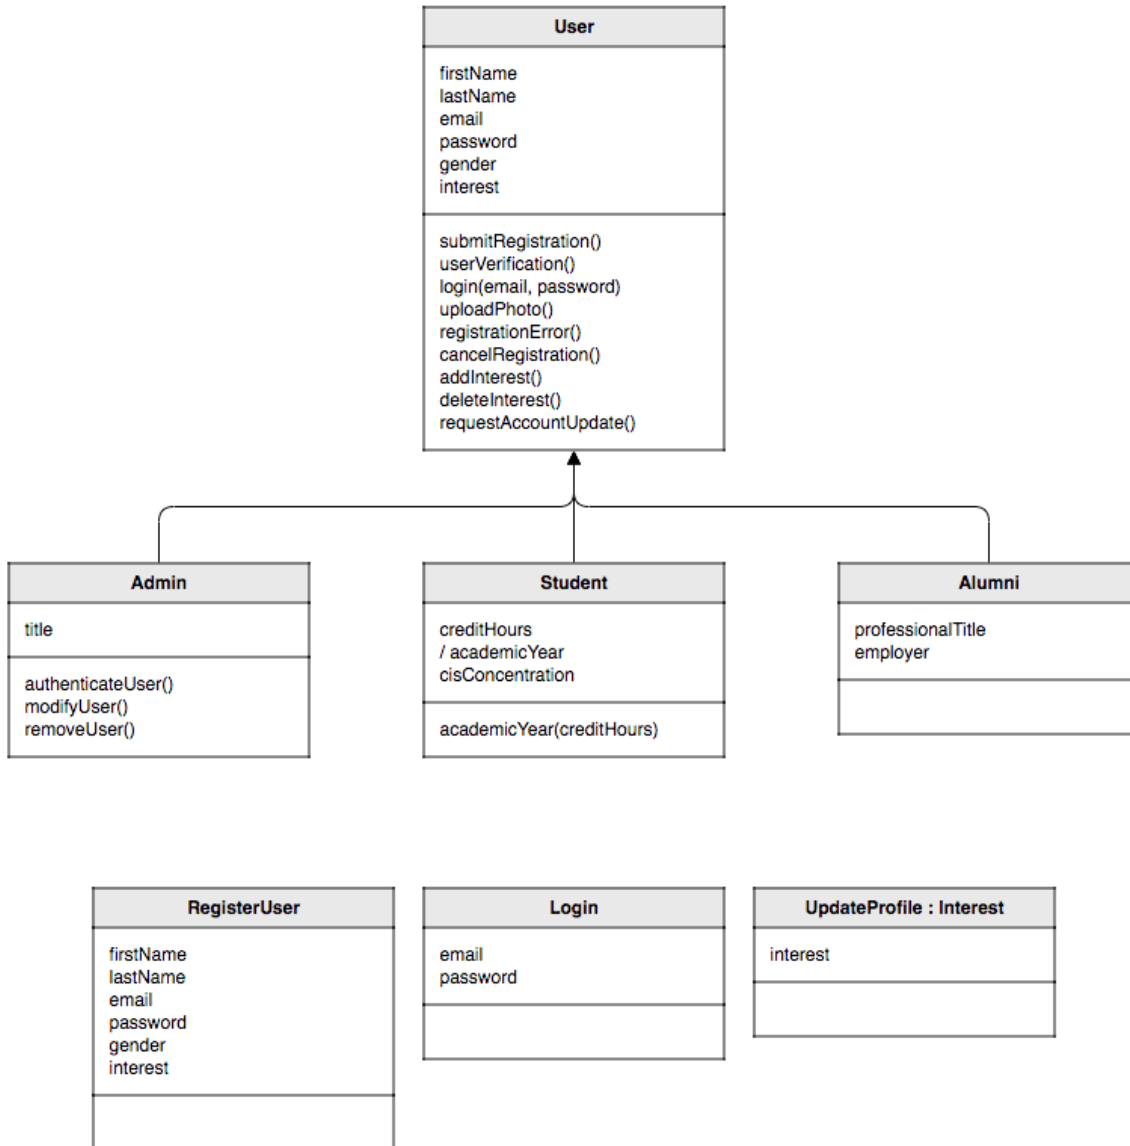 User
firstName
lastName
email
password
gender
interest
submitRegistration()
userVerification()
login(email, password)
uploadPhoto()
registrationError()
cancelRegistration()
addInterest()
deleteInterest()
requestAccountUpdate()
Admin
title
authenticateUser()
modifyUser()
removeUser()
Student
creditHours
/ academicYear
cisConcentration
academicYear(creditHours)
Alumni
professionalTitle
employer
RegisterUser
firstName
lastName
email
password
gender
interest
Login
email
password
UpdateProfile : Interest
interest